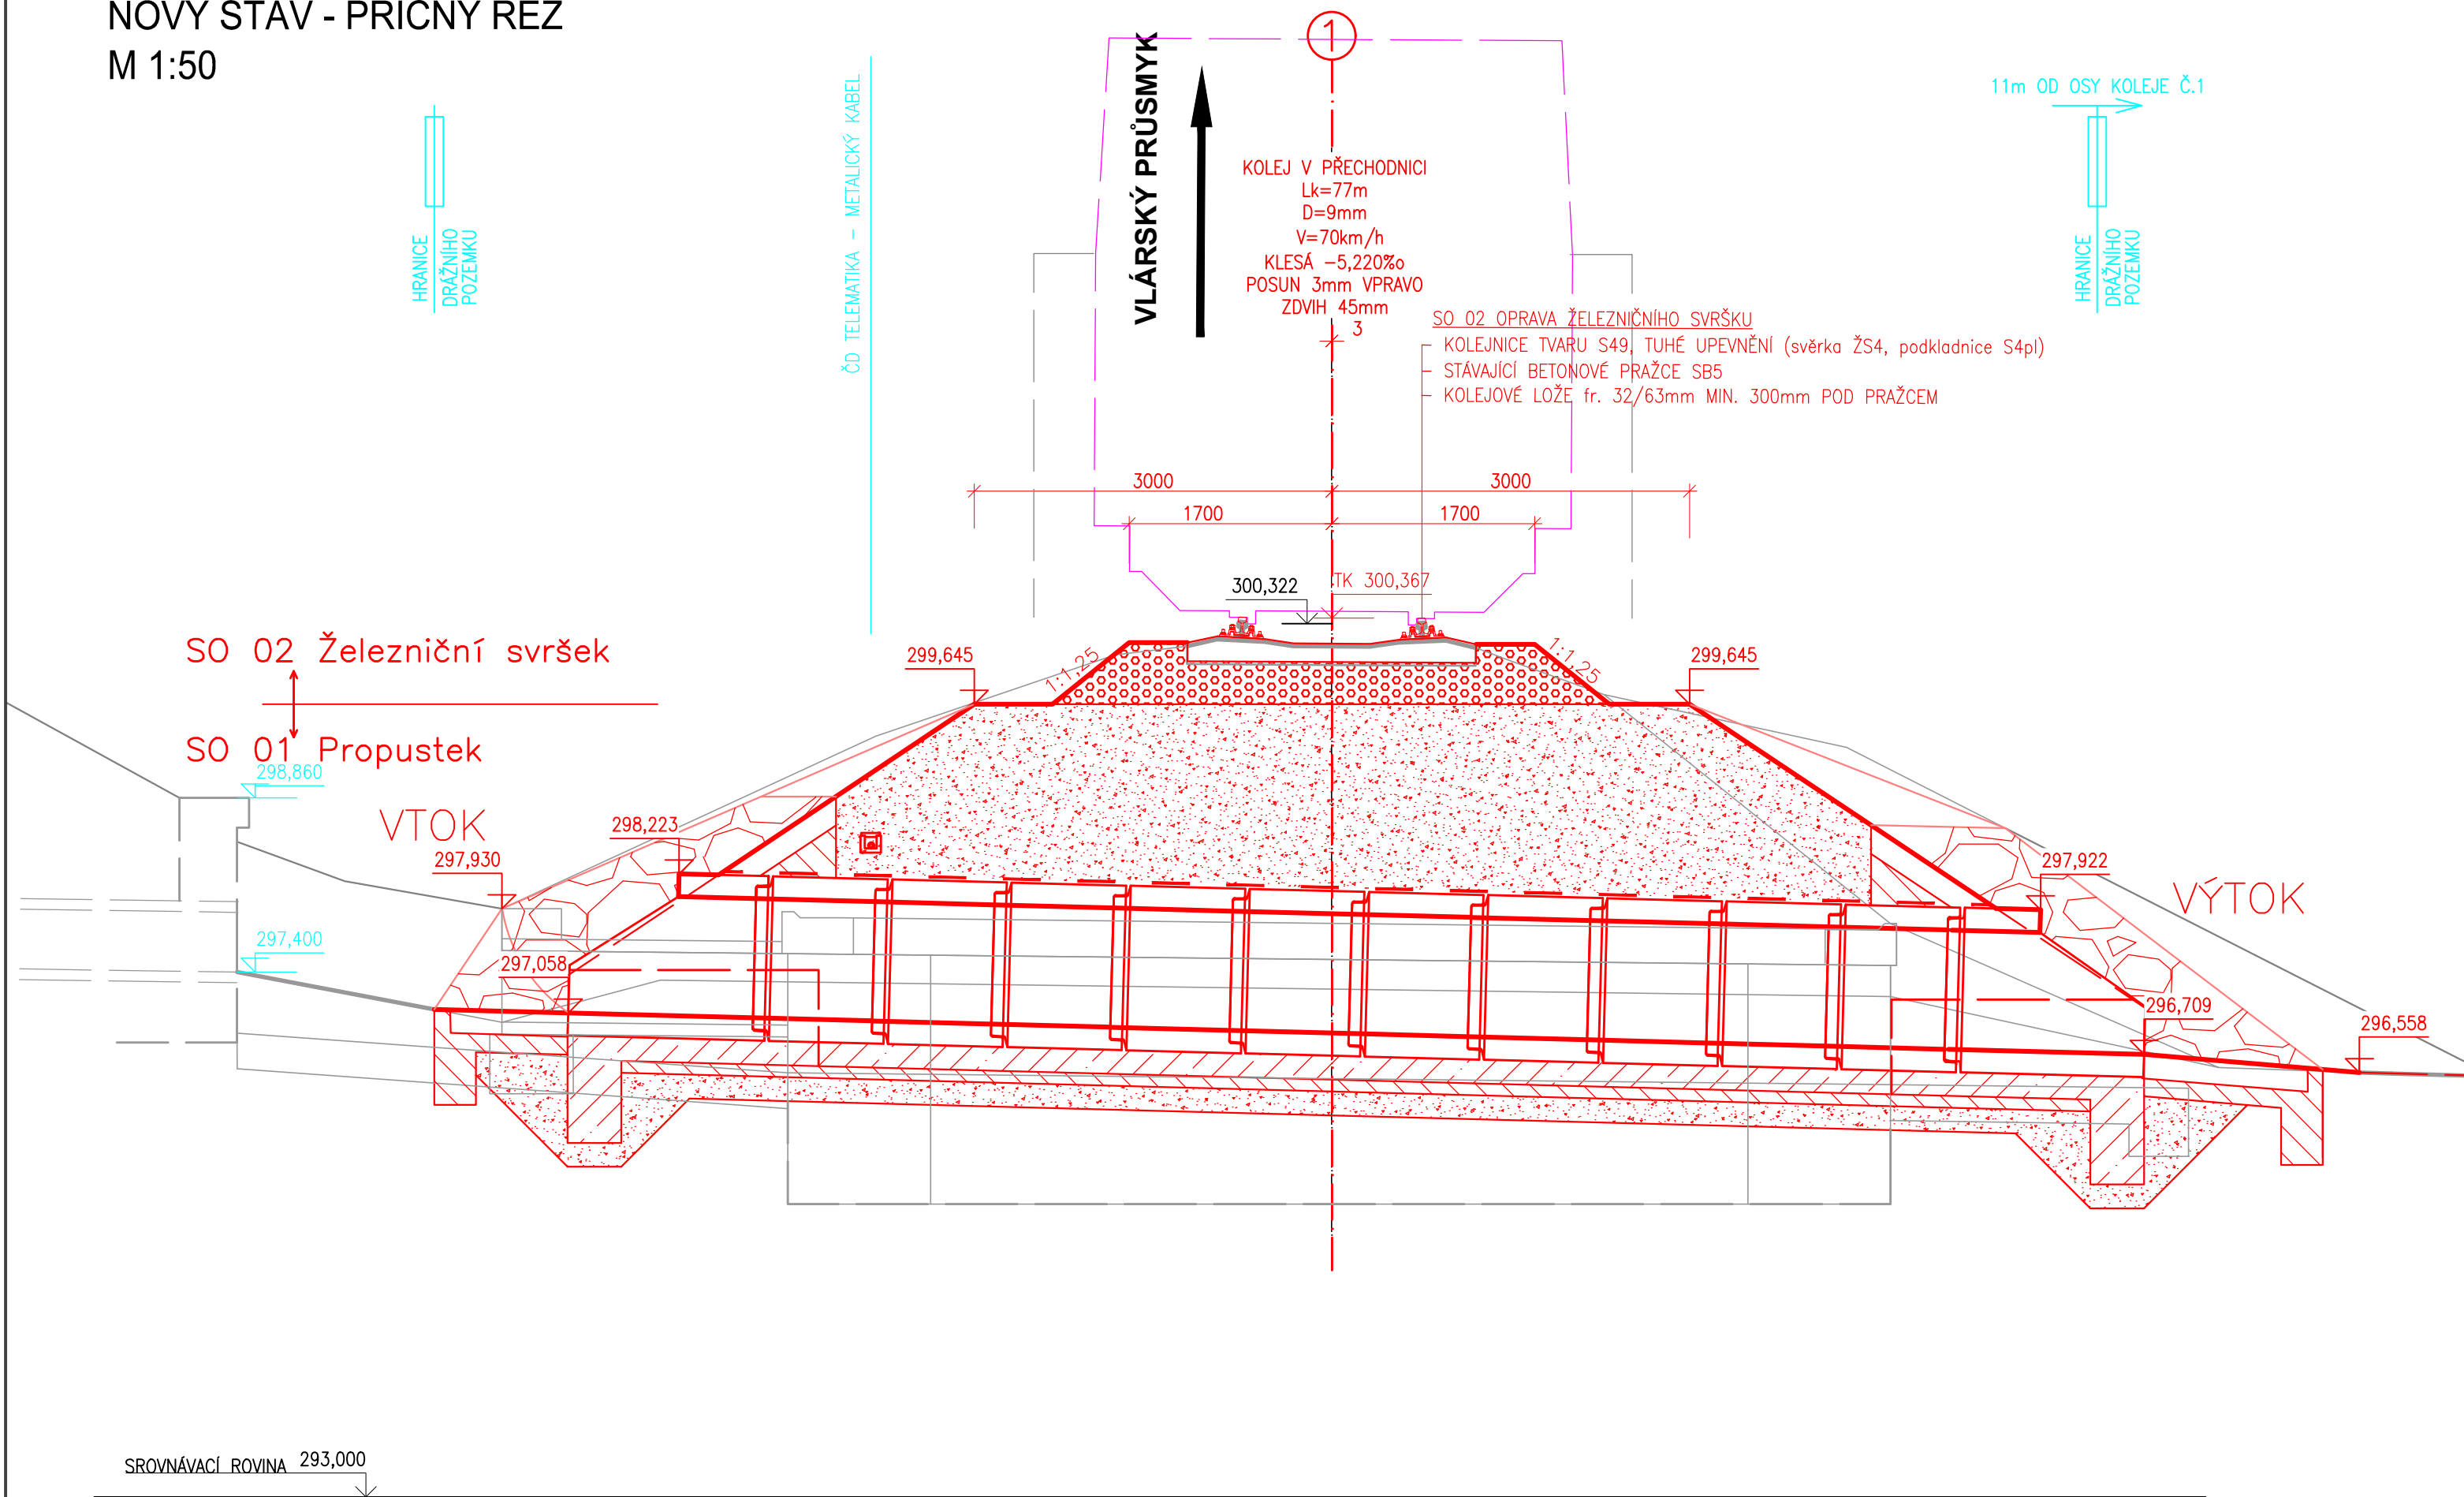 NOVÝ STAV - PŘÍČNÝ ŘEZ
M 1:50
1
VLÁRSKÝ PRŮSMYK
ČD TELEMATIKA - METALICKÝ KABEL
HRANICE
DRÁŽNÍHO
POZEMKU
11m OD OSY KOLEJE Č.1
HRANICE
DRÁŽNÍHO
POZEMKU
KOLEJ V PŘECHODNICI
Lk=77m
D=9mm
V=70km/h
KLESÁ -5,220‰
POSUN 3mm VPRAVO
ZDVIH 45mm
3
SO 02 OPRAVA ŽELEZNIČNÍHO SVRŠKU
KOLEJNICE TVARU S49, TUHÉ UPEVNĚNÍ (svěrka ŽS4, podkladnice S4pl)
STÁVAJÍCÍ BETONOVÉ PRAŽCE SB5
KOLEJOVÉ LOŽE fr. 32/63mm MIN. 300mm POD PRAŽCEM
3000
3000
1700
1700
300,322
TK 300,367
SO 02 Železniční svršek
SO 01 Propustek
299,645
1:1,25
1:1,25
299,645
298,860
VTOK
298,223
297,930
297,922
VÝTOK
297,400
297,058
296,709
296,558
SROVNÁVACÍ ROVINA 293,000